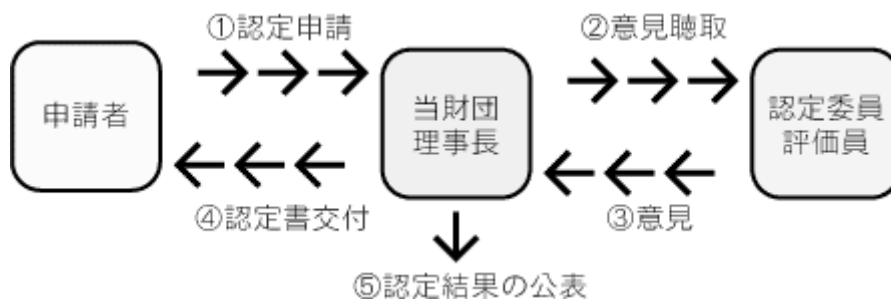 ①認定申請
②意見聴取
申請者
当財団
理事長
認定委員
評価員
④認定書交付
③意見
⑤認定結果の公表